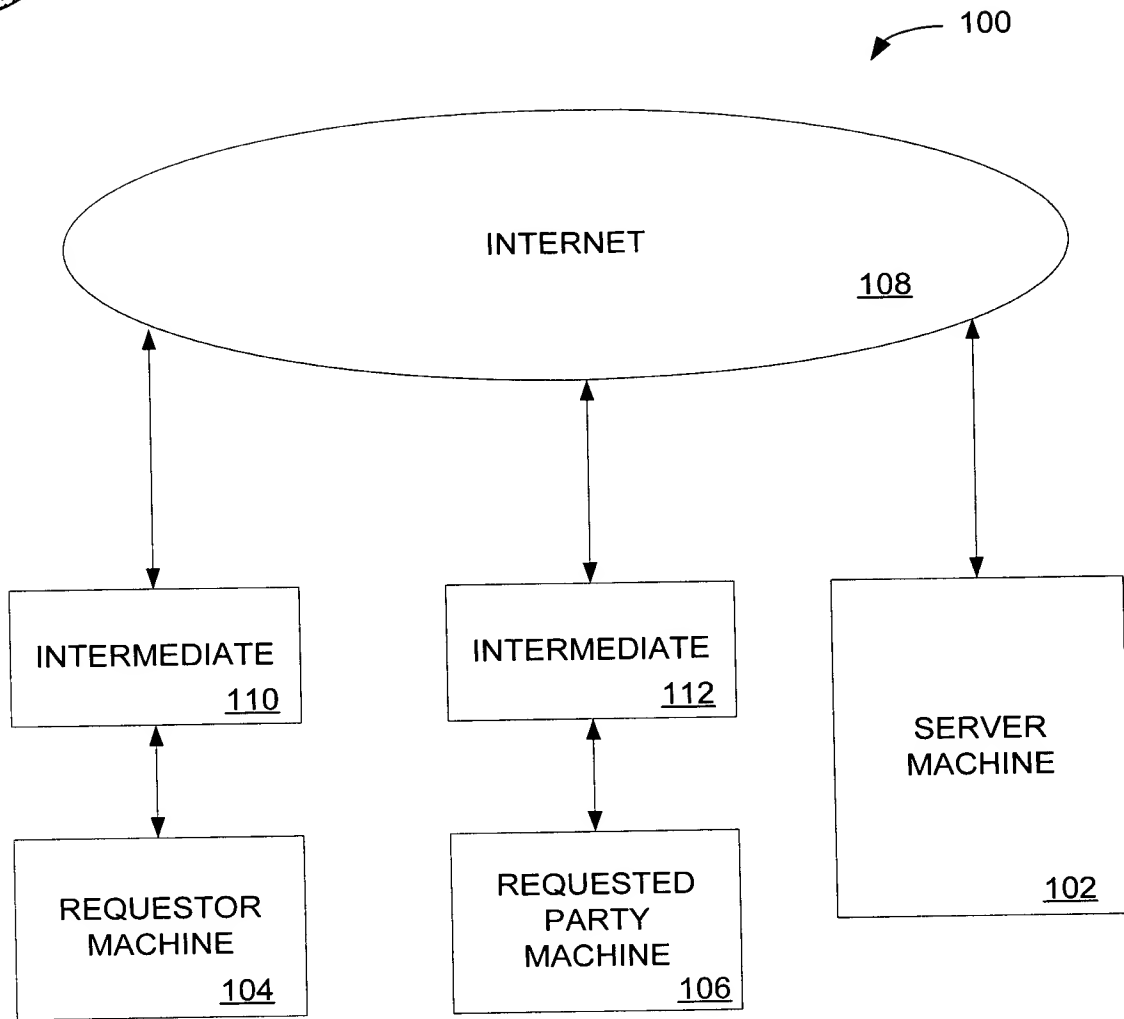 100
INTERNET
108
INTERMEDIATE
110
INTERMEDIATE
112
SERVER
MACHINE
102
REQUESTOR
MACHINE
104
REQUESTED
PARTY
MACHINE
106